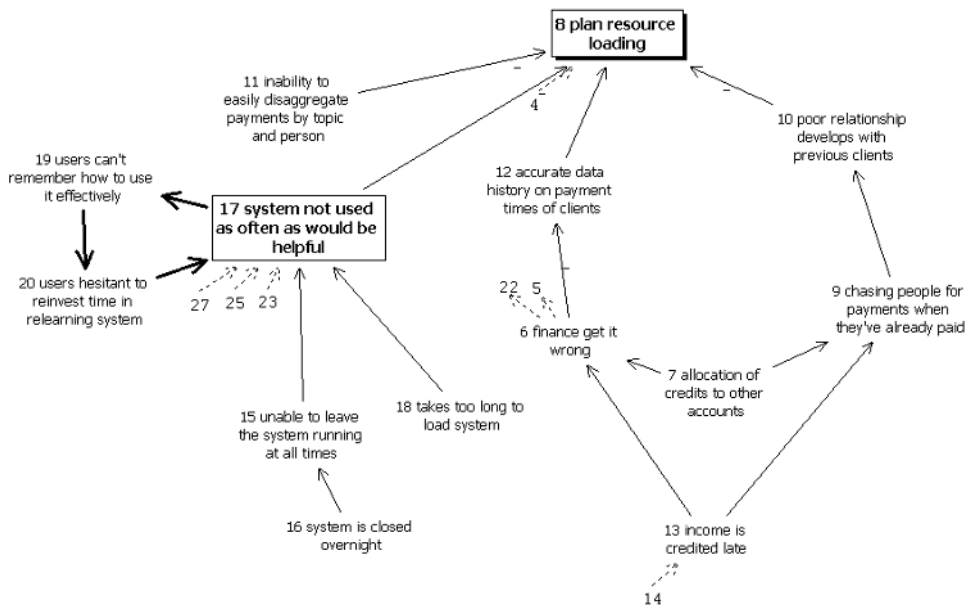 8 plan resource
loading
11 inability to
easily disaggregate
payments by topic
and person
–
4
–
–
10 poor relationship
develops with
previous clients
19 users can't
remember how to use
it effectively
12 accurate data
history on payment
times of clients
17 system not used
as often as would be
helpful
20 users hesitant to
reinvest time in
relearning system
27
25
23
–
22
5
6 finance get it
wrong
9 chasing people for
payments when
they've already paid
7 allocation of
credits to other
accounts
15 unable to leave
the system running
at all times
18 takes too long to
load system
16 system is closed
overnight
13 income is
credited late
14